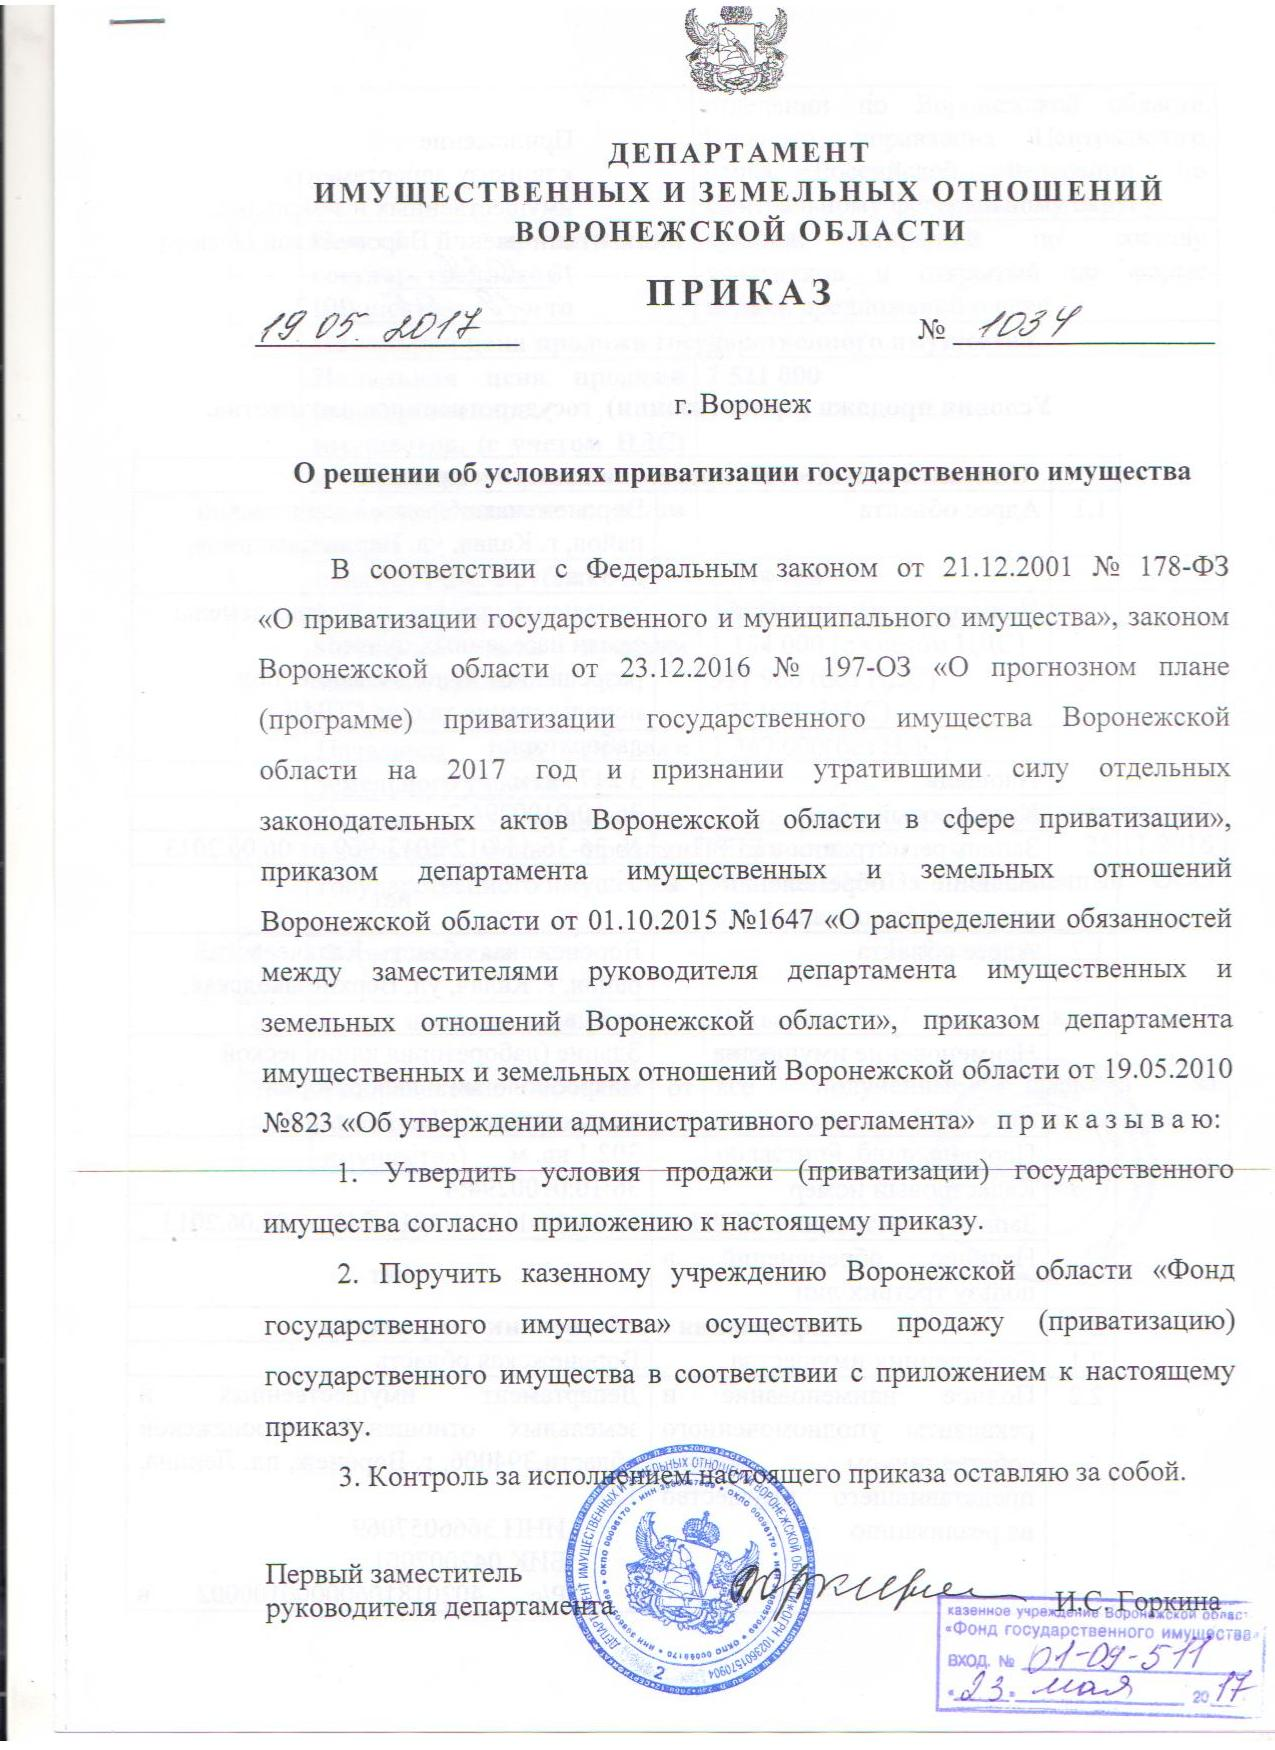 ДЕПАРТАМЕНТ
ИМУЩЕСТВЕННЫХ И ЗЕМЕЛЬНЫХ ОТНОШЕНИЙ
ВОРОНЕЖСКОЙ ОБЛАСТИ
ПРИКАЗ
19.05.2017 № 1034
г. Воронеж
О решении об условиях приватизации государственного имущества
В соответствии с Федеральным законом от 21.12.2001 № 178-ФЗ
«О приватизации государственного и муниципального имущества», законом
Воронежской области от 23.12.2016 № 197-ОЗ «О прогнозном плане
(программе) приватизации государственного имущества Воронежской
области на 2017 год и признании утратившими силу отдельных
законодательных актов Воронежской области в сфере приватизации»,
приказом департамента имущественных и земельных отношений
Воронежской области от 01.10.2015 №1647 «О распределении обязанностей
между заместителями руководителя департамента имущественных и
земельных отношений Воронежской области», приказом департамента
имущественных и земельных отношений Воронежской области от 19.05.2010
№823 «Об утверждении административного регламента» п р и к а з ы в а ю:
1. Утвердить условия продажи (приватизации) государственного
имущества согласно приложению к настоящему приказу.
2. Поручить казенному учреждению Воронежской области «Фонд
государственного имущества» осуществить продажу (приватизацию)
государственного имущества в соответствии с приложением к настоящему
приказу.
3. Контроль за исполнением настоящего приказа оставляю за собой.
Первый заместитель
руководителя департамента И.С. Горкина
казенное учреждение Воронежской област
«Фонд государственного имущества»
ВХОД. № 01-09-511
«23» мая 2017